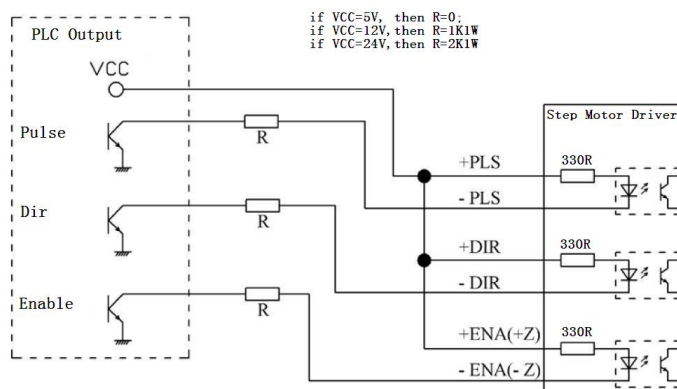 if VCC=5V, then R=0;
if VCC=12V, then R=1K1W
if VCC=24V, then R=2K1W
PLC Output
VCC
Step Motor Driver
Pulse
R
+PLS
330R
- PLS
Dir
R
+DIR
330R
- DIR
Enable
R
+ENA(+Z)
330R
- ENA(- Z)